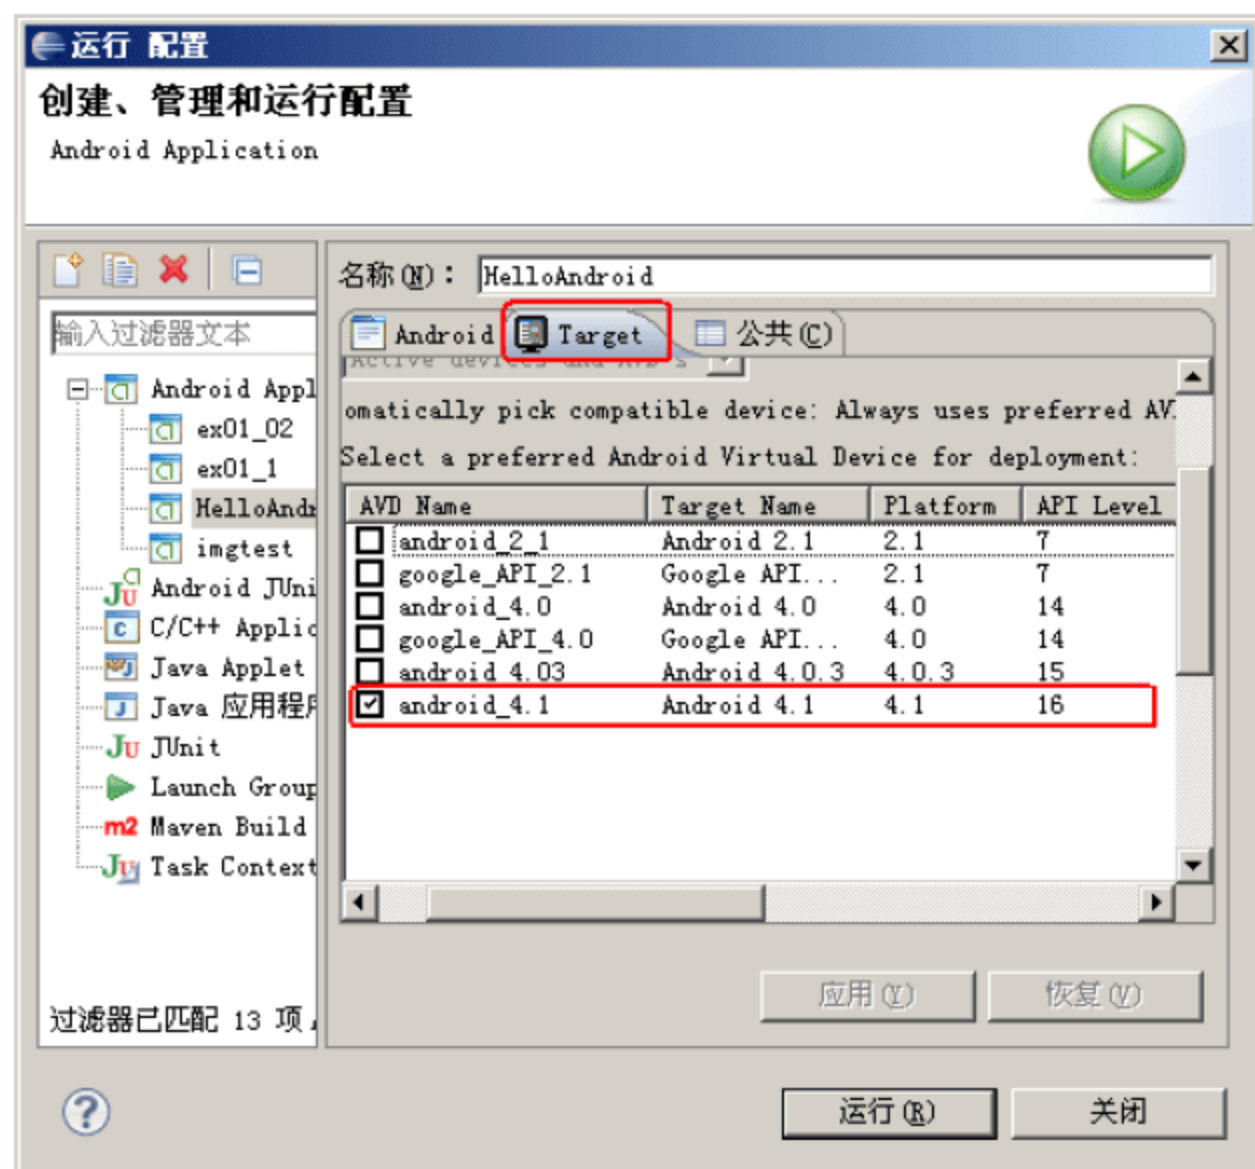 运行 配置
创建、管理和运行配置
Android Application
输入过滤器文本
Android Appl
ex01_02
ex01_1
HelloAndr
imgtest
Android JUni
C/C++ Applic
Java Applet
Java 应用程序
JUnit
Launch Group
Maven Build
Task Context
过滤器已匹配 13 项
名称(N): HelloAndroid
Android Target 公共(C)
Active devices and AVD's
omatically pick compatible device: Always uses preferred AV
Select a preferred Android Virtual Device for deployment:
AVD Name Target Name Platform API Level
android_2_1 Android 2.1 2.1 7
google_API_2.1 Google API... 2.1 7
android_4.0 Android 4.0 4.0 14
google_API_4.0 Google API... 4.0 14
android 4.03 Android 4.0.3 4.0.3 15
android_4.1 Android 4.1 4.1 16
应用(Y) 恢复(V)
运行(R) 关闭